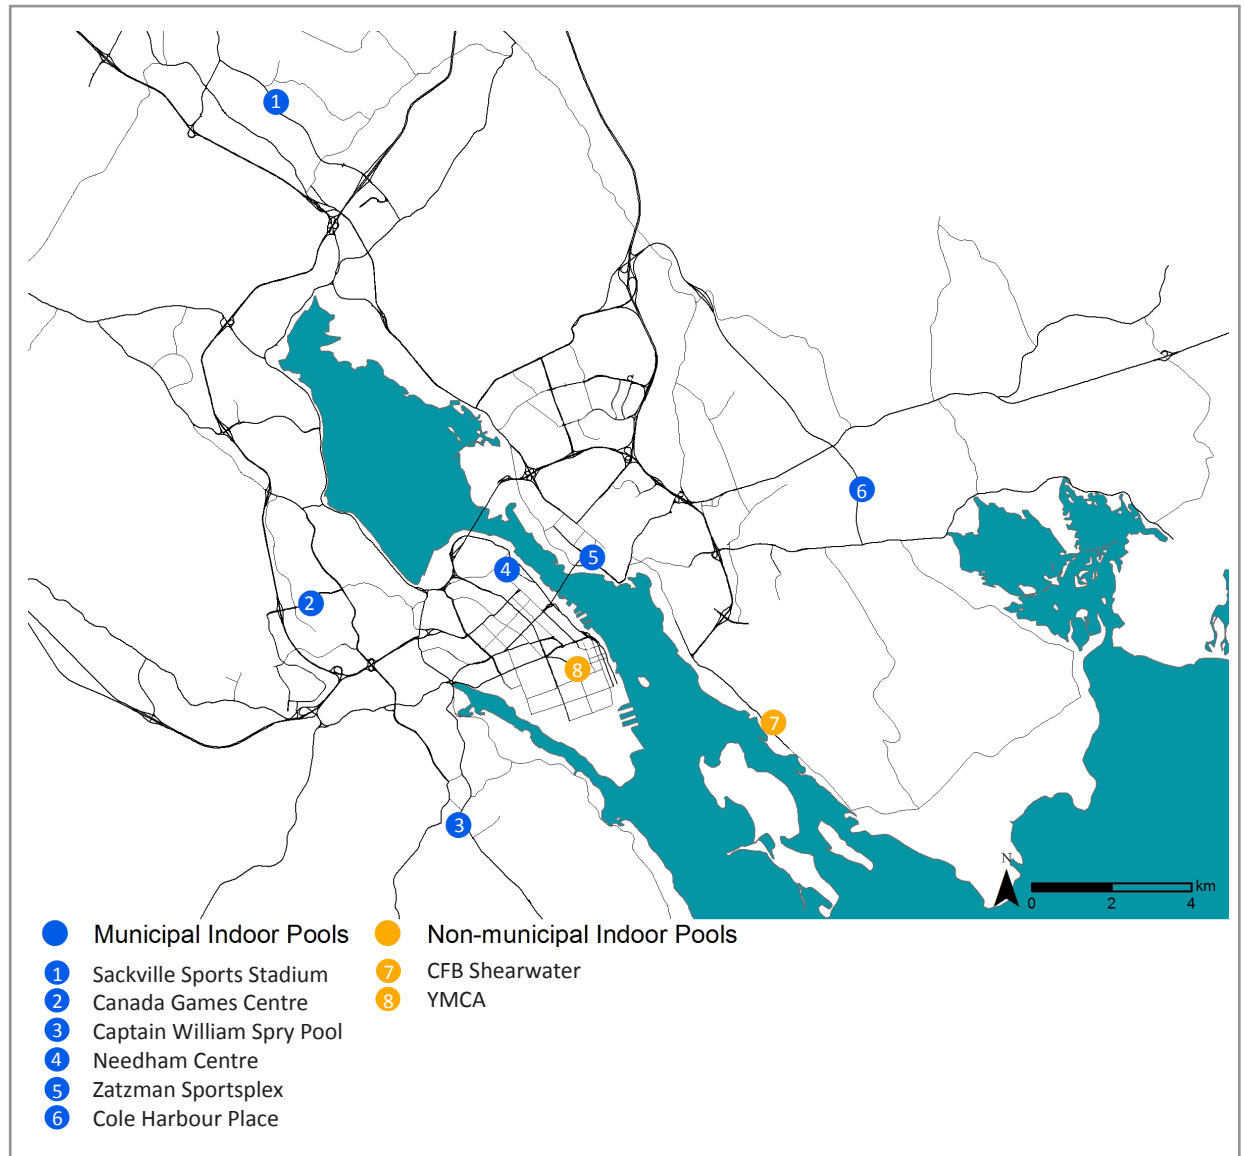 1
6
5
4
2
8
7
3
N
km
0 2 4
Municipal Indoor Pools
1 Sackville Sports Stadium
2 Canada Games Centre
3 Captain William Spry Pool
4 Needham Centre
5 Zatzman Sportsplex
6 Cole Harbour Place
Non-municipal Indoor Pools
7 CFB Shearwater
8 YMCA